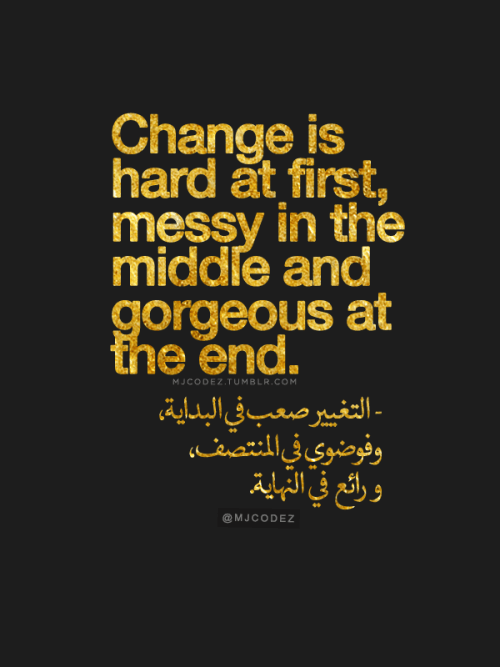 Change is
hard at first,
messy in the
middle and
gorgeous at
the end.
MJCODEZ.TUMBLR.COM
- التغيير صعب في البداية،
وفوضوي في المنتصف،
و رائع في النهاية.
@MJCODEZ